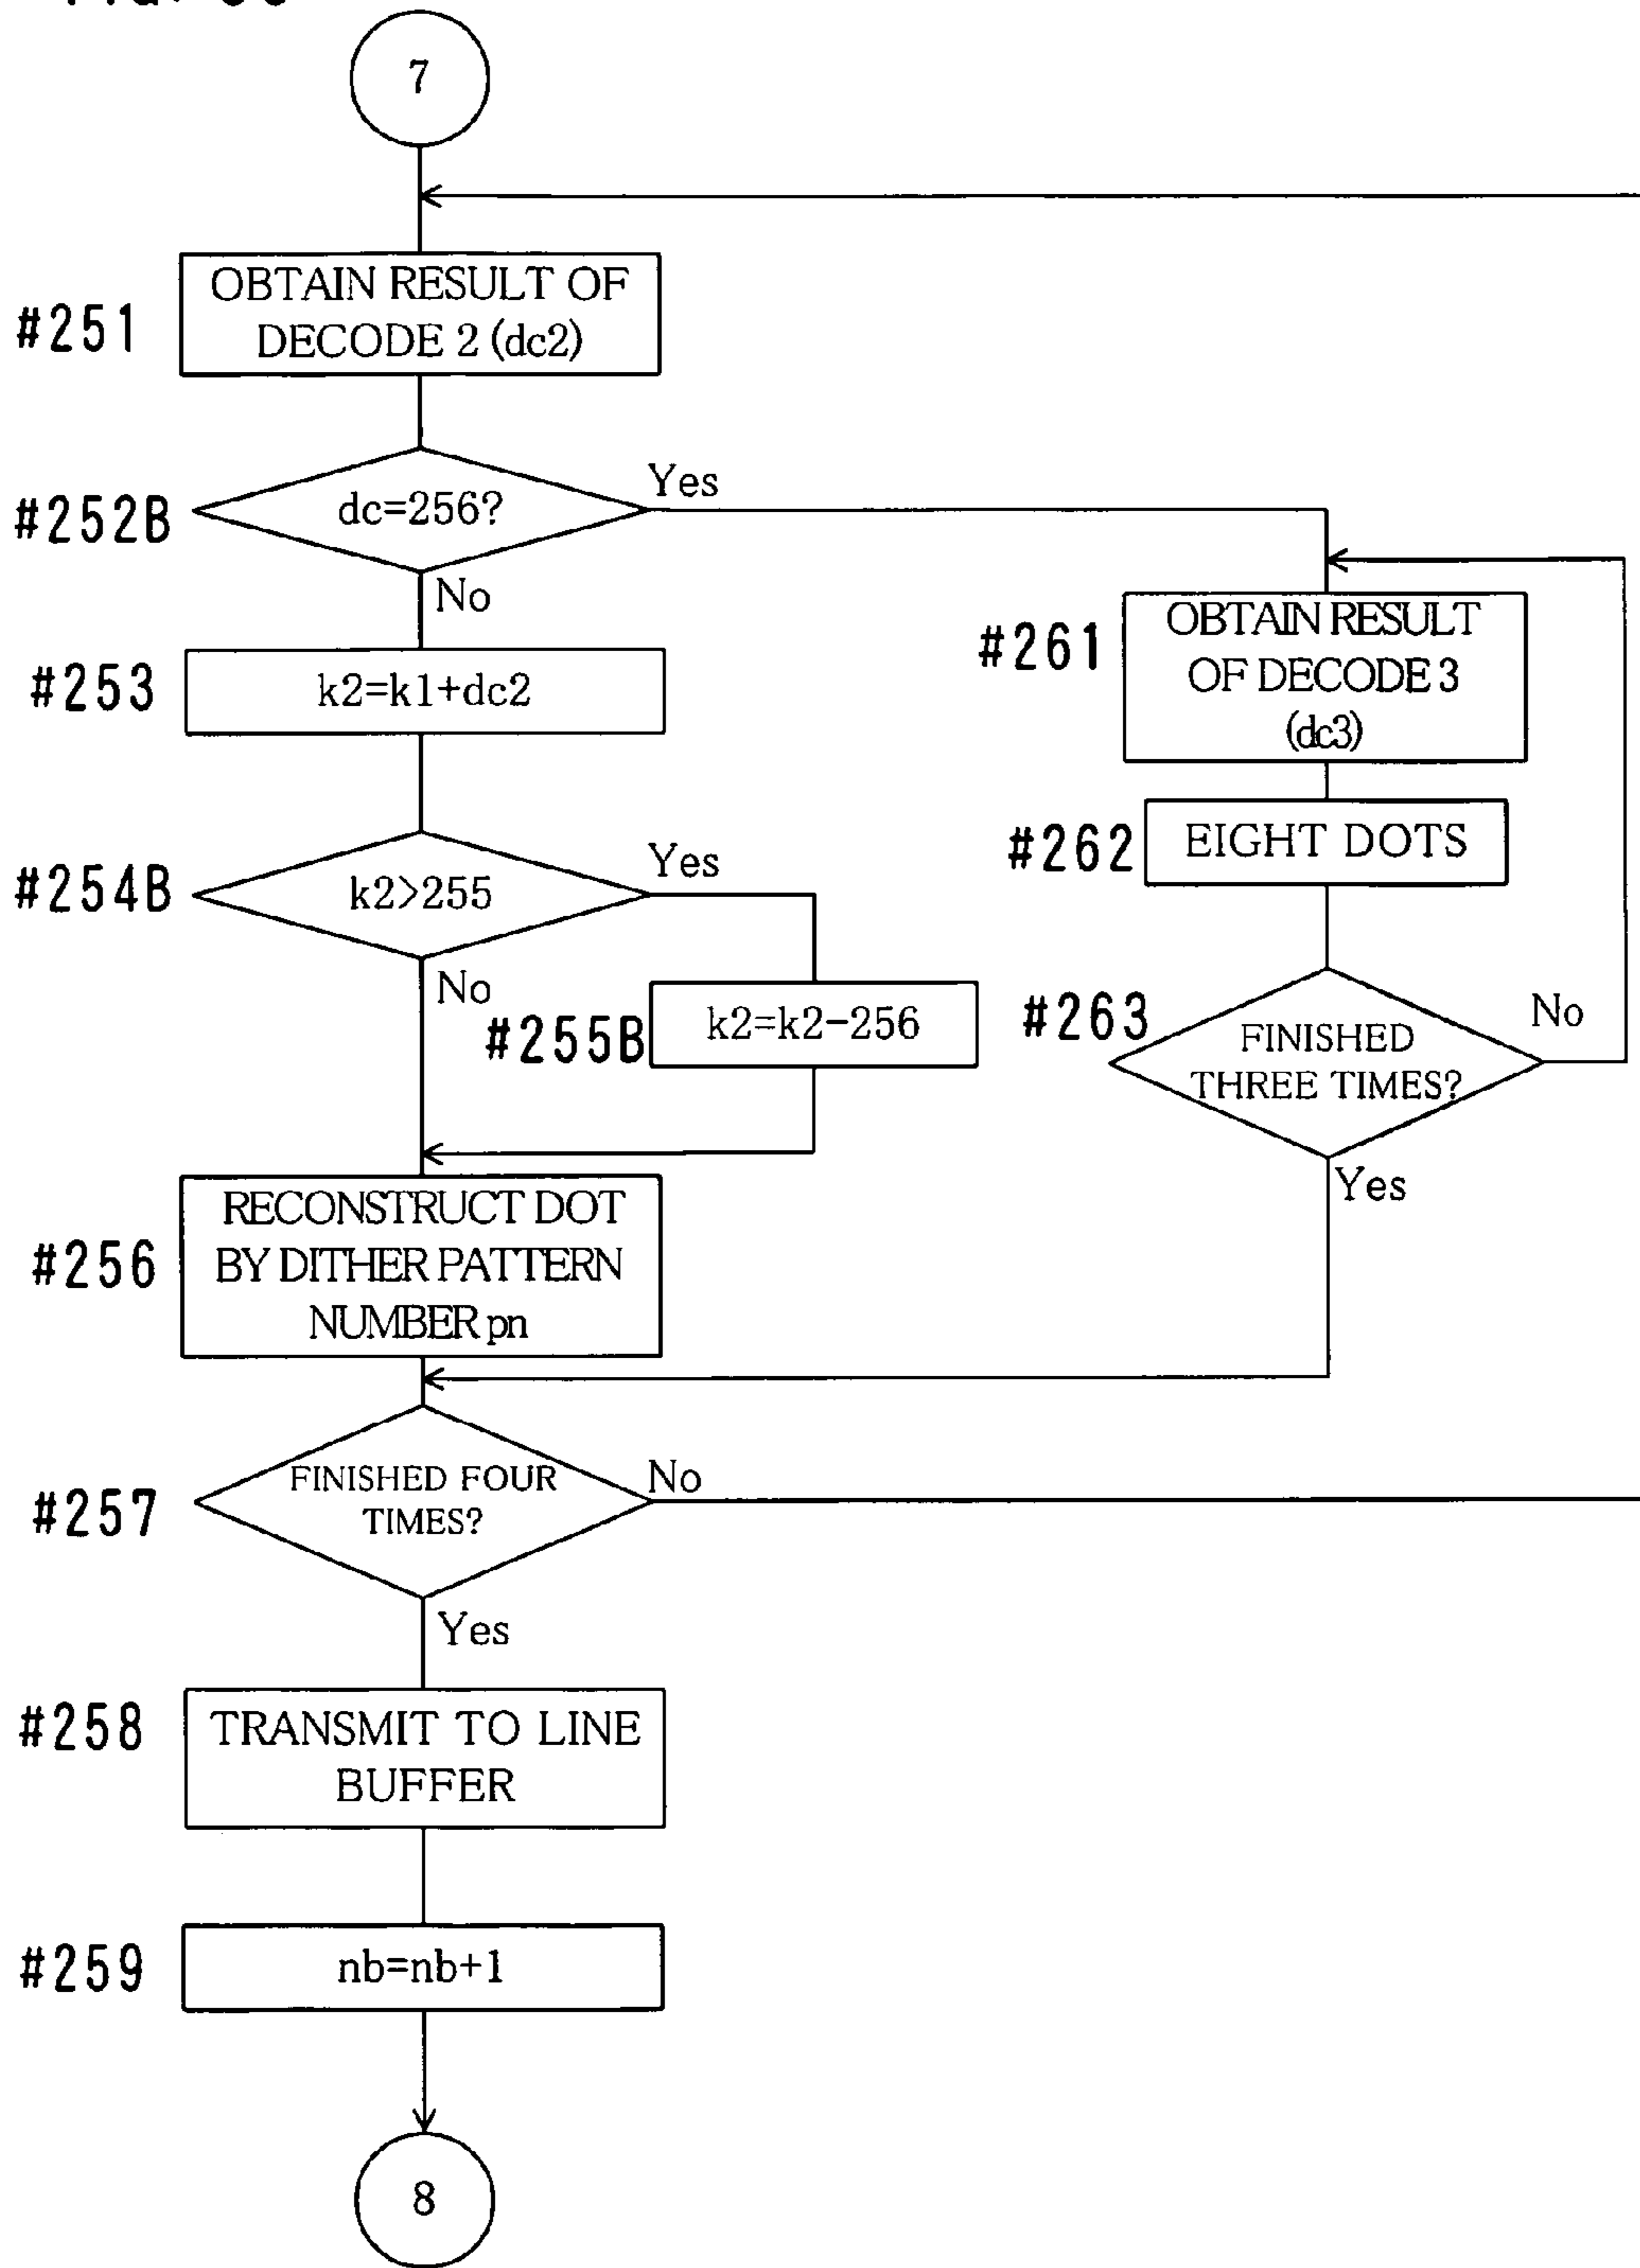 7
#251
OBTAIN RESULT OF
DECODE 2 (dc2)
#252B
dc=256?
Yes
No
#253
k2=k1+dc2
#261
OBTAIN RESULT
OF DECODE 3
(dc3)
#262
EIGHT DOTS
#254B
k2>255
Yes
No
#255B
k2=k2-256
#263
FINISHED
THREE TIMES?
No
Yes
#256
RECONSTRUCT DOT
BY DITHER PATTERN
NUMBER pn
#257
FINISHED FOUR
TIMES?
No
Yes
#258
TRANSMIT TO LINE
BUFFER
#259
nb=nb+1
8